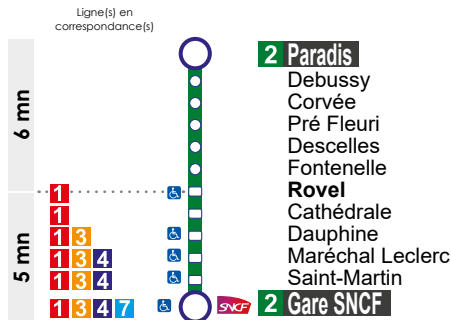 Ligne(s) en
correspondance(s)
6 mn
5 mn
2 Paradis
Debussy
Corvée
Pré Fleuri
Descelles
Fontenelle
1 Rovel
1 Cathédrale
1 3 Dauphine
1 3 4 Maréchal Leclerc
1 3 4 Saint-Martin
1 3 4 7 SNCF 2 Gare SNCF